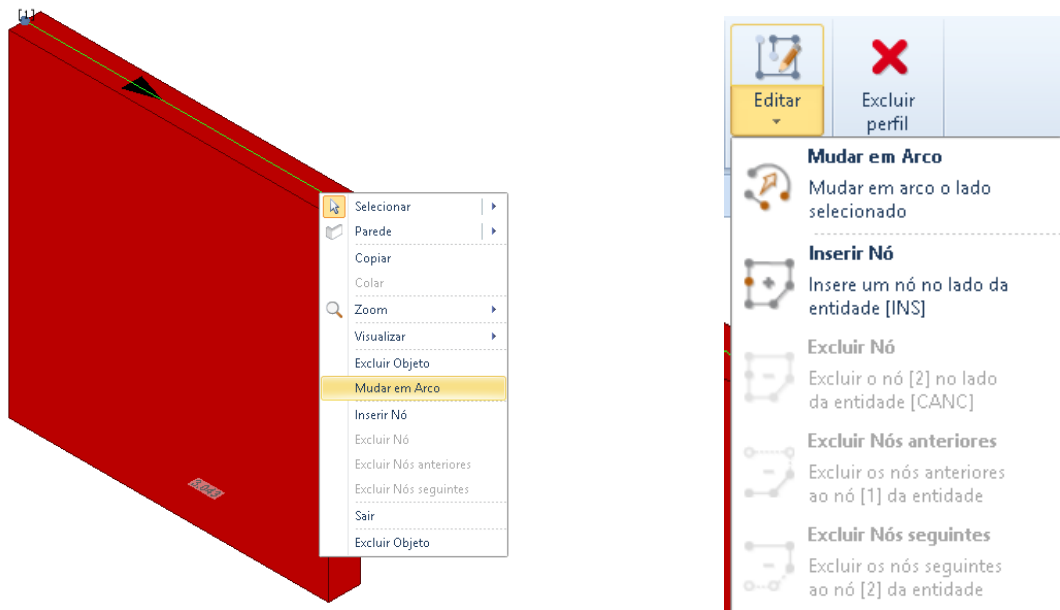 [1]
Selecionar
Parede
Copiar
Colar
Zoom
Visualizar
Excluir Objeto
Mudar em Arco
Inserir Nó
Excluir Nó
Excluir Nós anteriores
Excluir Nós seguintes
Sair
Excluir Objeto
Editar
Excluir
perfil
Mudar em Arco
Mudar em arco o lado
selecionado
Inserir Nó
Insere um nó no lado da
entidade [INS]
Excluir Nó
Excluir o nó [2] no lado
da entidade [CANC]
Excluir Nós anteriores
Excluir os nós anteriores
ao nó [1] da entidade
Excluir Nós seguintes
Excluir os nós seguintes
ao nó [2] da entidade